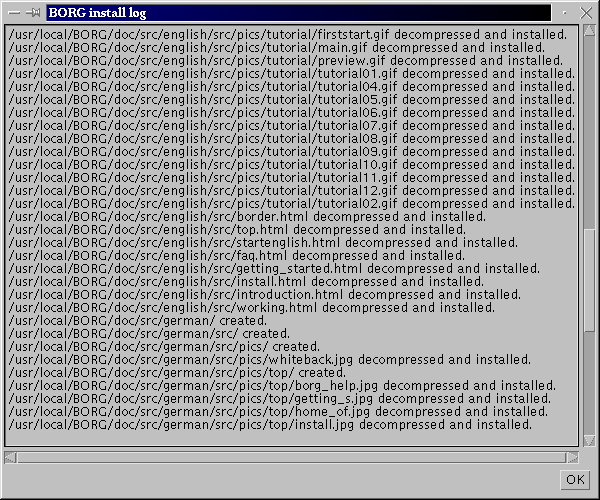 BORG install log
/usr/local/BORG/doc/src/english/src/pics/tutorial/firststart.gif decompressed and installed.
/usr/local/BORG/doc/src/english/src/pics/tutorial/main.gif decompressed and installed.
/usr/local/BORG/doc/src/english/src/pics/tutorial/preview.gif decompressed and installed.
/usr/local/BORG/doc/src/english/src/pics/tutorial/tutorial01.gif decompressed and installed.
/usr/local/BORG/doc/src/english/src/pics/tutorial/tutorial04.gif decompressed and installed.
/usr/local/BORG/doc/src/english/src/pics/tutorial/tutorial05.gif decompressed and installed.
/usr/local/BORG/doc/src/english/src/pics/tutorial/tutorial06.gif decompressed and installed.
/usr/local/BORG/doc/src/english/src/pics/tutorial/tutorial07.gif decompressed and installed.
/usr/local/BORG/doc/src/english/src/pics/tutorial/tutorial08.gif decompressed and installed.
/usr/local/BORG/doc/src/english/src/pics/tutorial/tutorial09.gif decompressed and installed.
/usr/local/BORG/doc/src/english/src/pics/tutorial/tutorial10.gif decompressed and installed.
/usr/local/BORG/doc/src/english/src/pics/tutorial/tutorial11.gif decompressed and installed.
/usr/local/BORG/doc/src/english/src/pics/tutorial/tutorial12.gif decompressed and installed.
/usr/local/BORG/doc/src/english/src/pics/tutorial/tutorial02.gif decompressed and installed.
/usr/local/BORG/doc/src/english/src/border.html decompressed and installed.
/usr/local/BORG/doc/src/english/src/top.html decompressed and installed.
/usr/local/BORG/doc/src/english/src/startenglish.html decompressed and installed.
/usr/local/BORG/doc/src/english/src/faq.html decompressed and installed.
/usr/local/BORG/doc/src/english/src/getting_started.html decompressed and installed.
/usr/local/BORG/doc/src/english/src/install.html decompressed and installed.
/usr/local/BORG/doc/src/english/src/introduction.html decompressed and installed.
/usr/local/BORG/doc/src/english/src/working.html decompressed and installed.
/usr/local/BORG/doc/src/german/ created.
/usr/local/BORG/doc/src/german/src/ created.
/usr/local/BORG/doc/src/german/src/pics/ created.
/usr/local/BORG/doc/src/german/src/pics/whiteback.jpg decompressed and installed.
/usr/local/BORG/doc/src/german/src/pics/top/ created.
/usr/local/BORG/doc/src/german/src/pics/top/borg_help.jpg decompressed and installed.
/usr/local/BORG/doc/src/german/src/pics/top/getting_s.jpg decompressed and installed.
/usr/local/BORG/doc/src/german/src/pics/top/home_of.jpg decompressed and installed.
/usr/local/BORG/doc/src/german/src/pics/top/install.jpg decompressed and installed.
OK